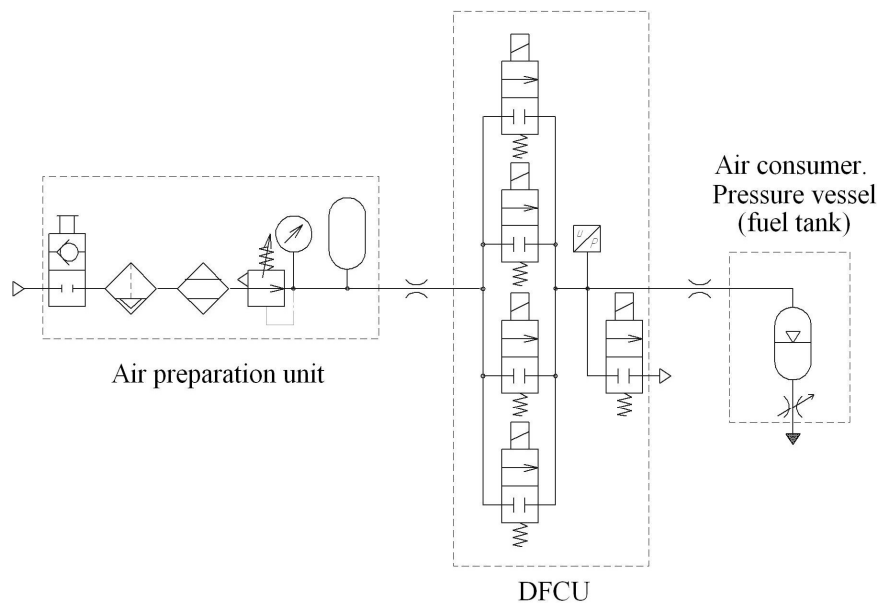 Air consumer.
Pressure vessel
(fuel tank)
u
P
Air preparation unit
DFCU